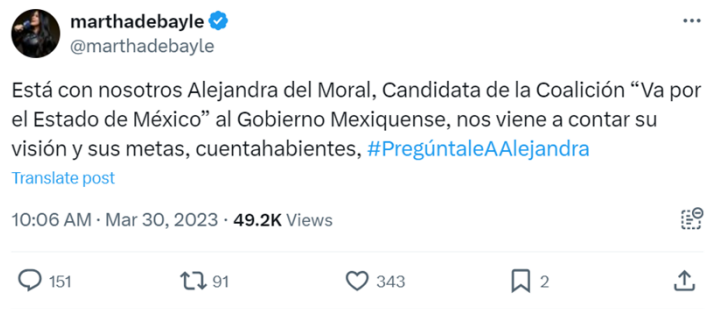 marthadebayle
@marthadebayle
Está con nosotros Alejandra del Moral, Candidata de la Coalición “Va por
el Estado de México” al Gobierno Mexiquense, nos viene a contar su
visión y sus metas, cuentahabientes, #PregúntaleAAlejandra
Translate post
10:06 AM · Mar 30, 2023 · 49.2K Views
151 91 343 2